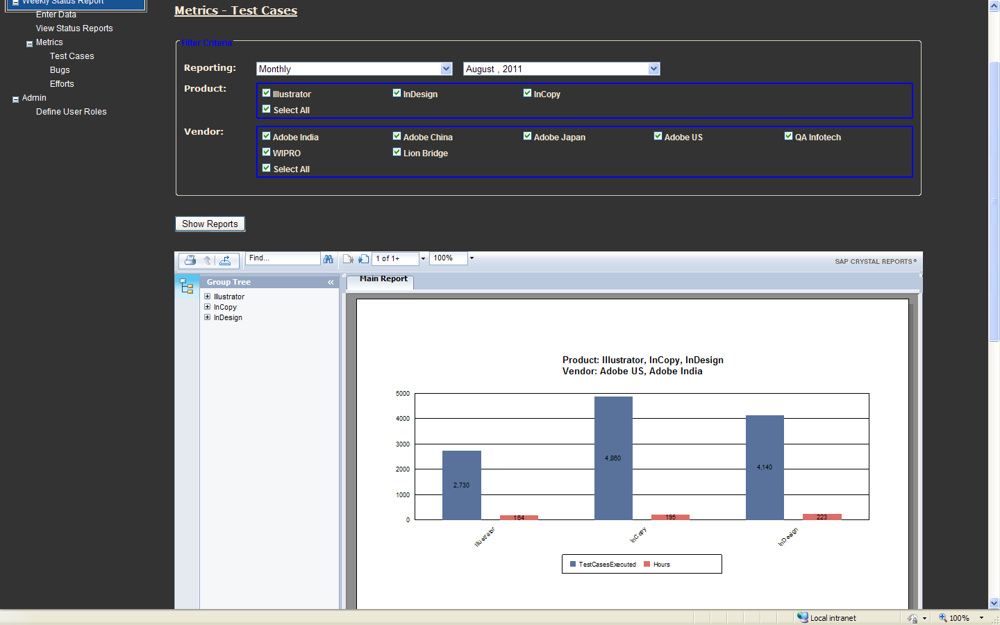 Weekly Status Report
Enter Data
View Status Reports
Metrics
Test Cases
Bugs
Efforts
Admin
Define User Roles
Metrics - Test Cases
Filter Criteria
Reporting: Monthly August , 2011
Product: Illustrator InDesign InCopy
Select All
Vendor: Adobe India Adobe China Adobe Japan Adobe US QA Infotech
WIPRO Lion Bridge
Select All
Show Reports
Find... 1 of 1+ 100% SAP CRYSTAL REPORTS®
Group Tree «
Illustrator
InCopy
InDesign
Main Report
Product: Illustrator, InCopy, InDesign
Vendor: Adobe US, Adobe India
5000
4000
3000
2000
1000
0
2,730 164 4,860 195 4,140 223
Illustrator InCopy InDesign
TestCasesExecuted Hours
Local intranet 100%